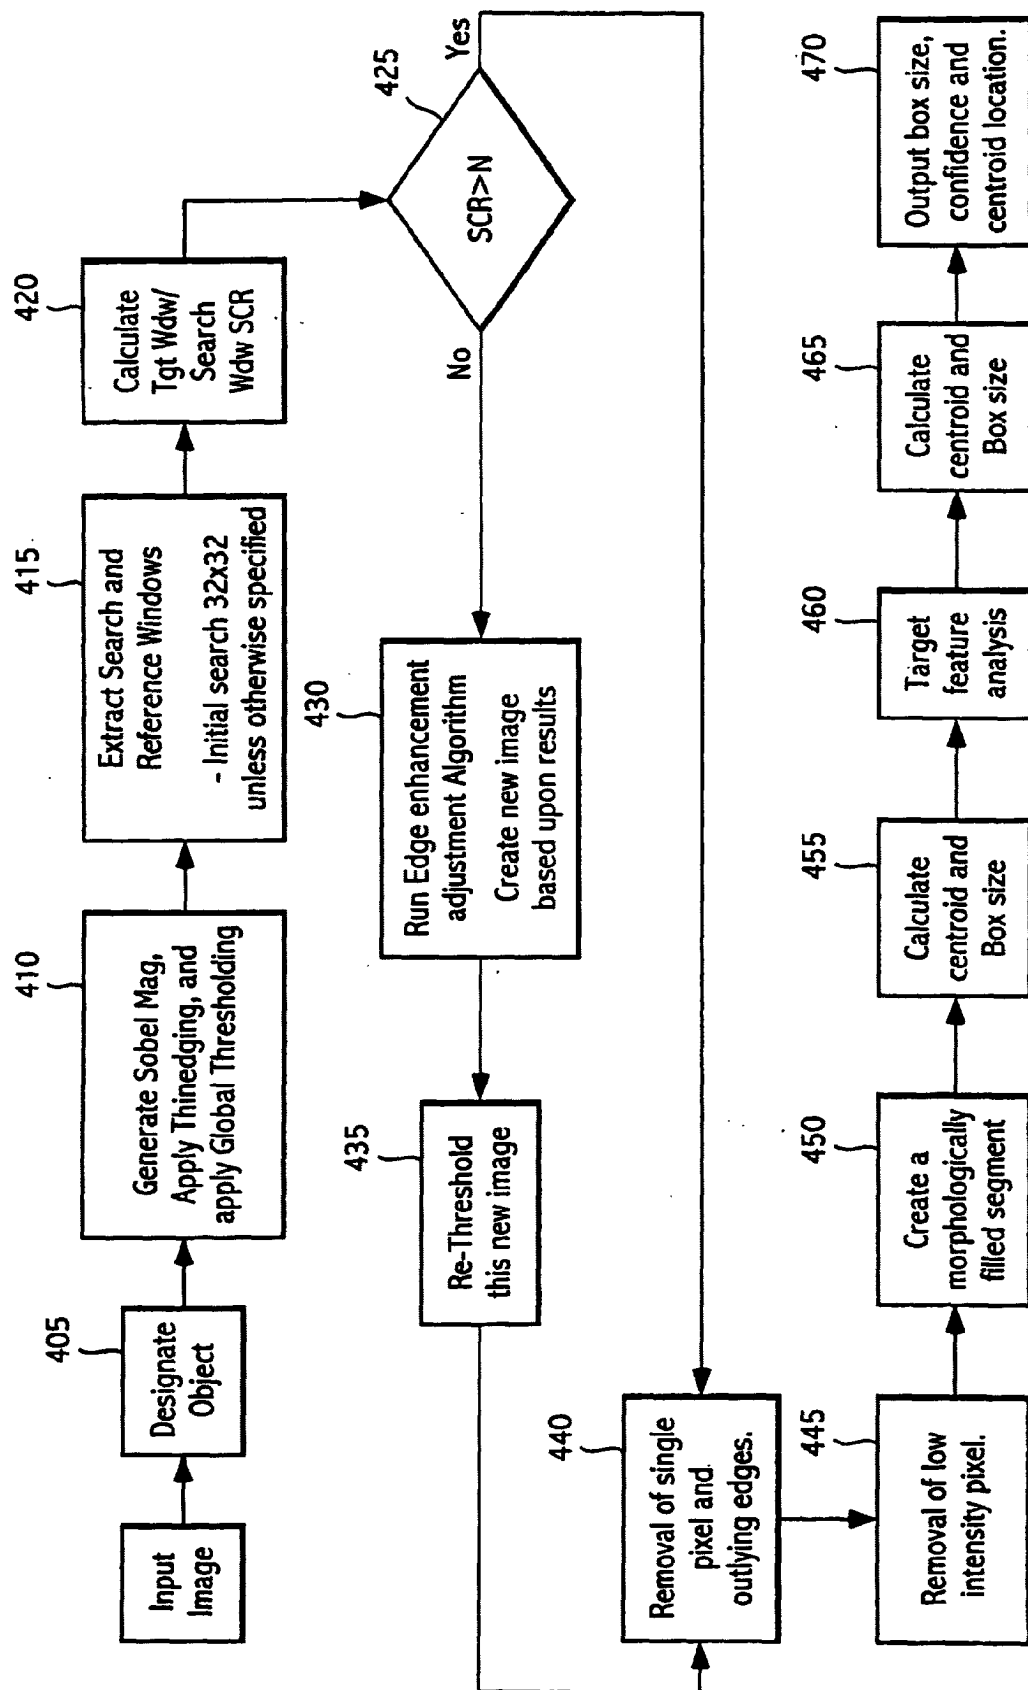 Input
Image
405
Designate
Object
410
Generate Sobel Mag,
Apply Thinedging, and
apply Global Thresholding
415
Extract Search and
Reference Windows
- Initial search 32x32
unless otherwise specified
420
Calculate
Tgt Wdw/
Search
Wdw SCR
425
SCR>N
Yes
No
430
Run Edge enhancement
adjustment Algorithm
Create new image
based upon results
435
Re-Threshold
this new image
440
Removal of single
pixel and
outlying edges.
445
Removal of low
intensity pixel.
450
Create a
morphologically
filled segment
455
Calculate
centroid and
Box size
460
Target
feature
analysis
465
Calculate
centroid and
Box size
470
Output box size,
confidence and
centroid location.